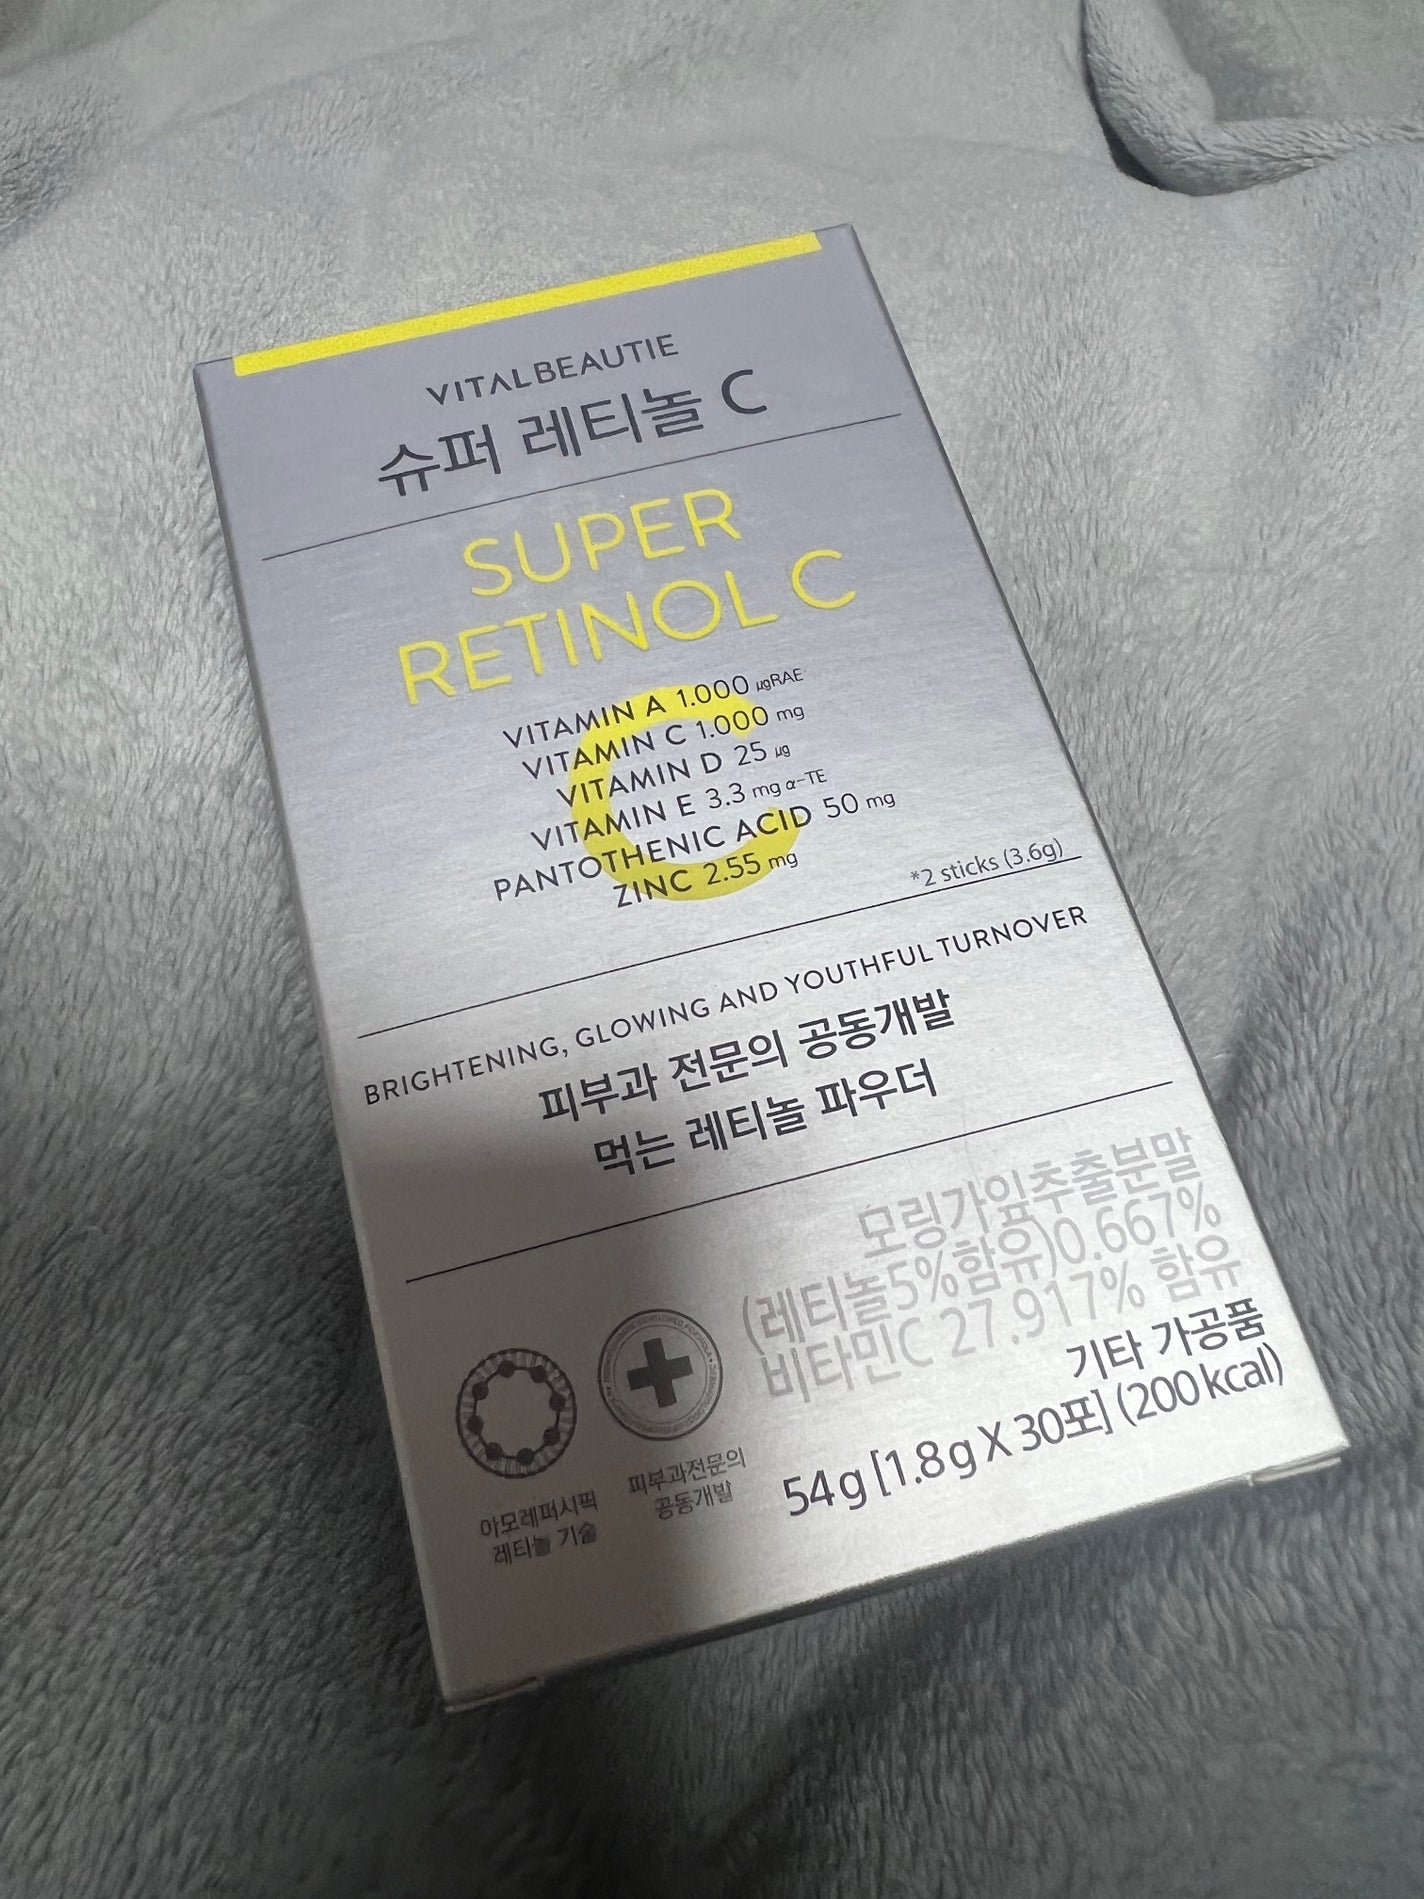 VITALBEAUTIE
슈퍼 레티놀 C
SUPER
RETINOL C
VITAMIN A 1.000 μgRAE
VITAMIN C 1.000 mg
VITAMIN D 25 μg
VITAMIN E 3.3 mg α-TE
PANTOTHENIC ACID 50 mg
ZINC 2.55 mg
*2 sticks (3.6g)
BRIGHTENING, GLOWING AND YOUTHFUL TURNOVER
피부과 전문의 공동개발
먹는 레티놀 파우더
모링가잎추출분말
(레티놀5%함유)0.667%
비타민C 27.917% 함유
기타 가공품
54g [1.8g X 30포] (200kcal)
아모레퍼시픽
레티놀 기술
피부과전문의
공동개발